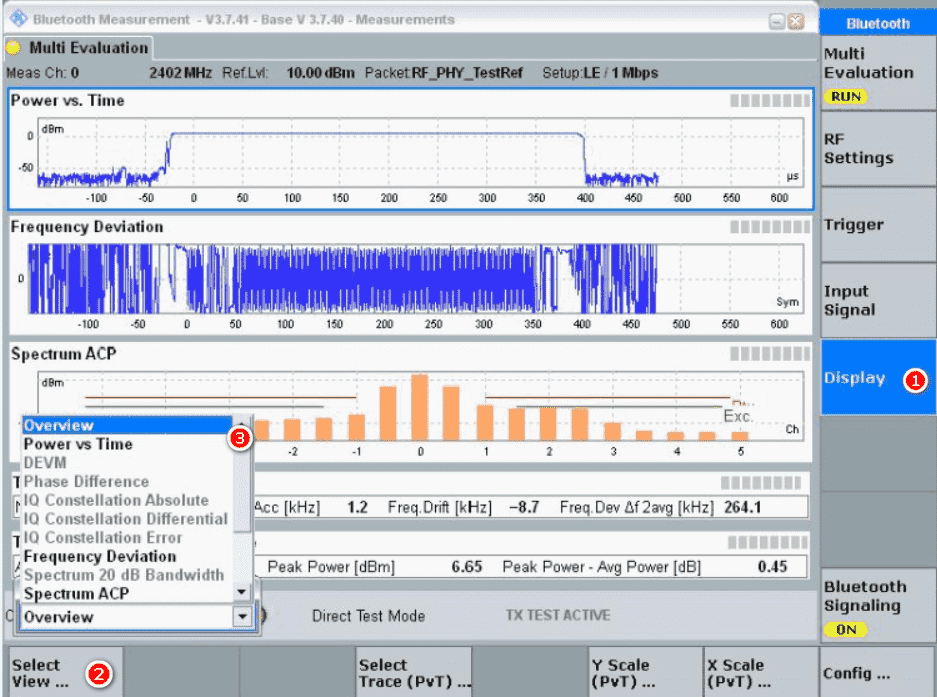 Bluetooth Measurement - V3.7.41 - Base V 3.7.40 - Measurements
Bluetooth
Multi Evaluation
Meas Ch: 0 2402 MHz Ref.Lvl: 10.00 dBm Packet:RF_PHY_TestRef Setup:LE / 1 Mbps
Multi
Evaluation
RUN
Power vs. Time
dBm
0
-50
µs
-100 -50 0 50 100 150 200 250 300 350 400 450 500 550 600
RF
Settings
Trigger
Frequency Deviation
0
Sym
-100 -50 0 50 100 150 200 250 300 350 400 450 500 550 600
Input
Signal
Spectrum ACP
dBm
Exc.
Ch
-2 -1 0 1 2 3 4 5
Display 1
Overview
3
Power vs Time
DEVM
Phase Difference
IQ Constellation Absolute
IQ Constellation Differential
IQ Constellation Error
Frequency Deviation
Spectrum 20 dB Bandwidth
Spectrum ACP
Overview
Acc [kHz] 1.2 Freq.Drift [kHz] -8.7 Freq.Dev Δf2avg [kHz] 264.1
Peak Power [dBm] 6.65 Peak Power - Avg Power [dB] 0.45
Direct Test Mode TX TEST ACTIVE
Bluetooth
Signaling
ON
Select
View ...
2
Select
Trace (PvT) ...
Y Scale
(PvT) ...
X Scale
(PvT) ...
Config ...